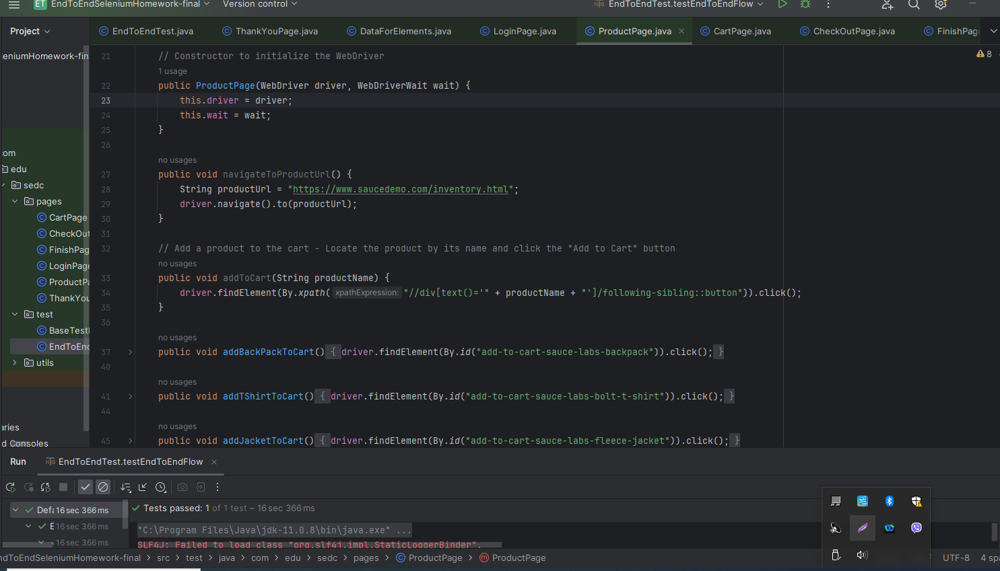 ET EndToEndSeleniumHomework-final Version control EndToEndTest.testEndToEndFlow
Project EndToEndTest.java ThankYouPage.java DataForElements.java LoginPage.java ProductPage.java CartPage.java CheckOutPage.java FinishPag
eniumHomework-fin
om
edu
sedc
pages
CartPage
CheckOut
FinishPag
LoginPage
ProductPa
ThankYou
test
BaseTest
EndToEnd
utils
aries
d Consoles
8
21 // Constructor to initialize the WebDriver
1 usage
22 public ProductPage(WebDriver driver, WebDriverWait wait) {
23 this.driver = driver;
24 this.wait = wait;
25 }
26
no usages
27 public void navigateToProductUrl() {
28 String productUrl = "https://www.saucedemo.com/inventory.html";
29 driver.navigate().to(productUrl);
30 }
31
32 // Add a product to the cart - Locate the product by its name and click the "Add to Cart" button
no usages
33 public void addToCart(String productName) {
34 driver.findElement(By.xpath( xpathExpression: "//div[text()='" + productName + "']/following-sibling::button")).click();
35 }
36
no usages
37 public void addBackPackToCart() { driver.findElement(By.id("add-to-cart-sauce-labs-backpack")).click(); }
40
no usages
41 public void addTShirtToCart() { driver.findElement(By.id("add-to-cart-sauce-labs-bolt-t-shirt")).click(); }
44
no usages
45 public void addJacketToCart() { driver.findElement(By.id("add-to-cart-sauce-labs-fleece-jacket")).click(); }
Run EndToEndTest.testEndToEndFlow
Defa 16 sec 366 ms
E 16 sec 366 ms
16 sec 366 ms
Tests passed: 1 of 1 test – 16 sec 366 ms
"C:\Program Files\Java\jdk-11.0.8\bin\java.exe" ...
SLF4J: Failed to load class "org.slf4j.impl.StaticLoggerBinder".
ndToEndSeleniumHomework-final > src > test > java > com > edu > sedc > pages > ProductPage > ProductPage
UTF-8 4 spa